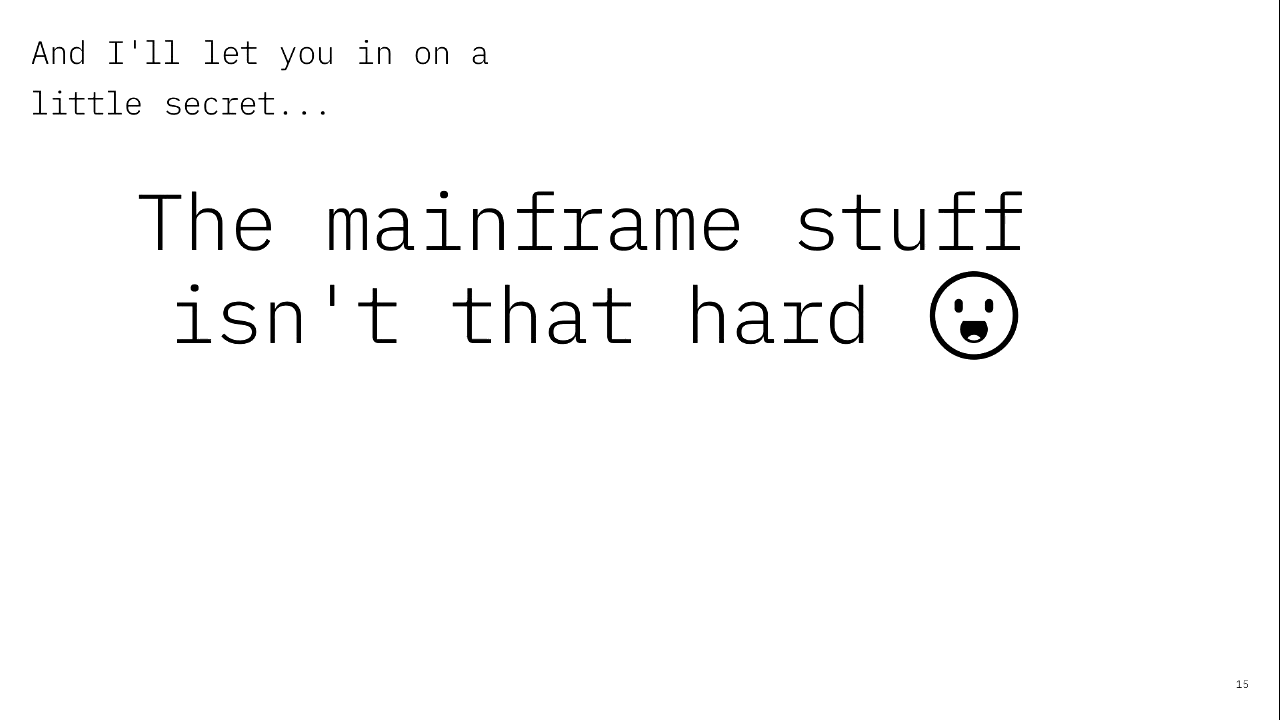 And I'll let you in on a
little secret...
The mainframe stuff
isn't that hard 😮
15